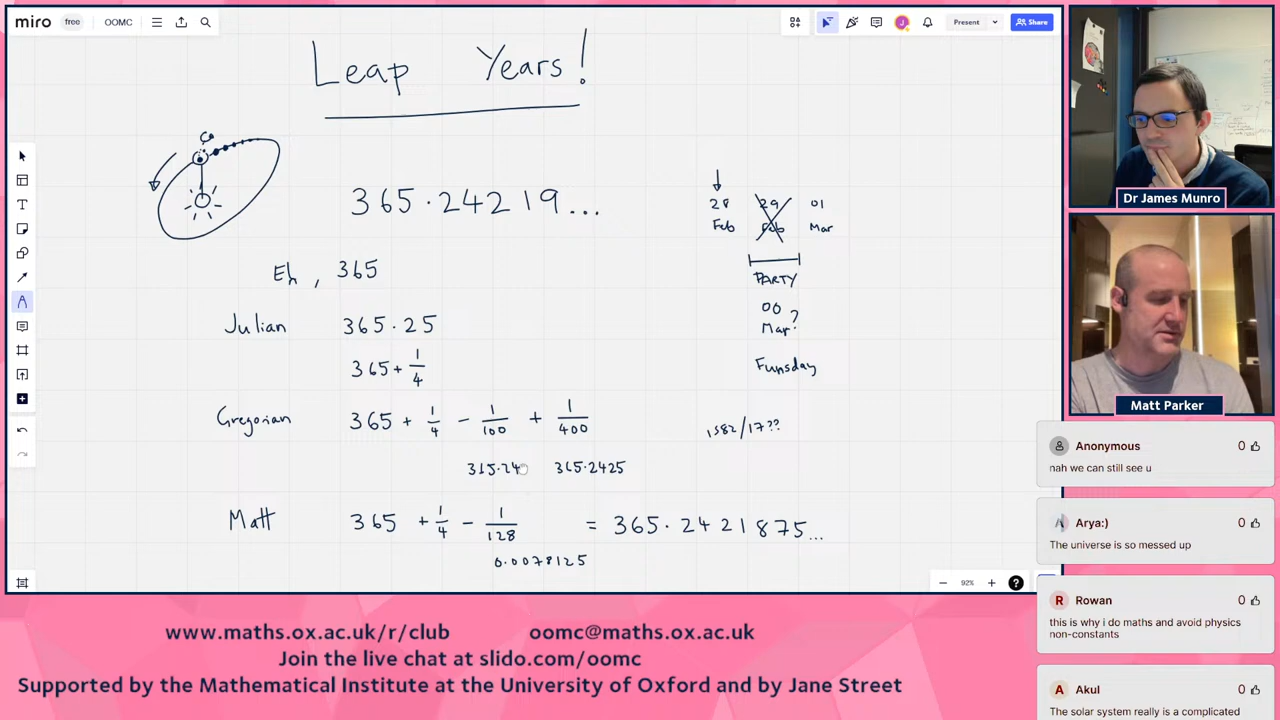 miro free OOMC Present Share
Leap Years!
365.24219...
28 29 01
Feb Feb Mar
Eh, 365
PARTY
00
Mar?
Julian 365.25
365+1/4
Funsday
Gregorian 365 + 1/4 - 1/100 + 1/400
1582/17??
365.24 365.2425
Matt 365 + 1/4 - 1/128 = 365.2421875...
0.0078125
92%
Dr James Munro
Matt Parker
Anonymous 0
nah we can still see u
Arya:) 0
The universe is so messed up
R Rowan 0
this is why i do maths and avoid physics
non-constants
A Akul 0
The solar system really is a complicated
www.maths.ox.ac.uk/r/club oomc@maths.ox.ac.uk
Join the live chat at slido.com/oomc
Supported by the Mathematical Institute at the University of Oxford and by Jane Street